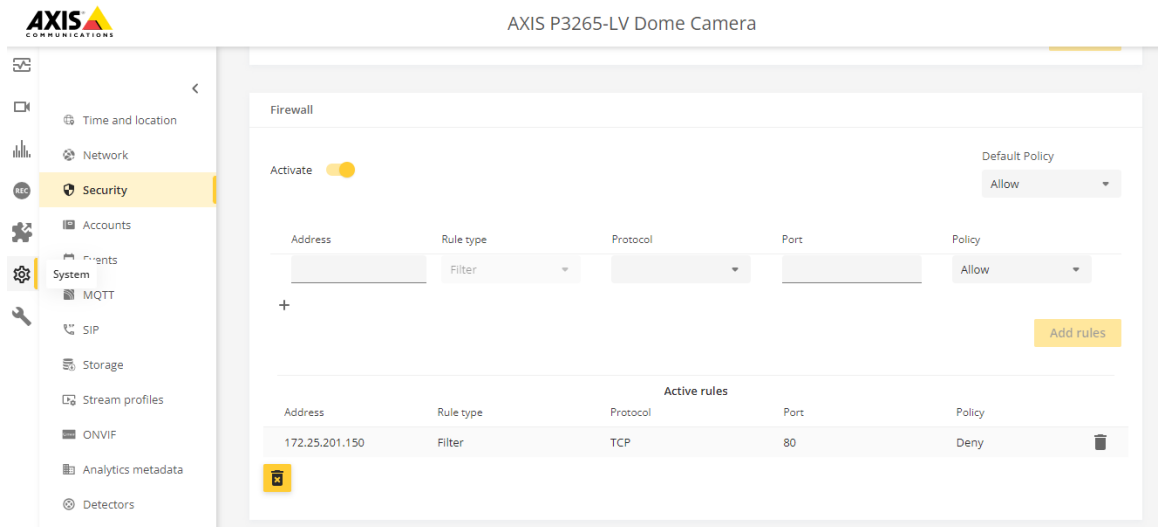 AXIS
COMMUNICATIONS
AXIS P3265-LV Dome Camera
REC
Time and location
Network
Security
Accounts
Events
System
MQTT
SIP
Storage
Stream profiles
ONVIF
Analytics metadata
Detectors
Firewall
Activate
Default Policy
Allow
Address Rule type Protocol Port Policy
Filter Allow
+
Add rules
Active rules
Address Rule type Protocol Port Policy
172.25.201.150 Filter TCP 80 Deny